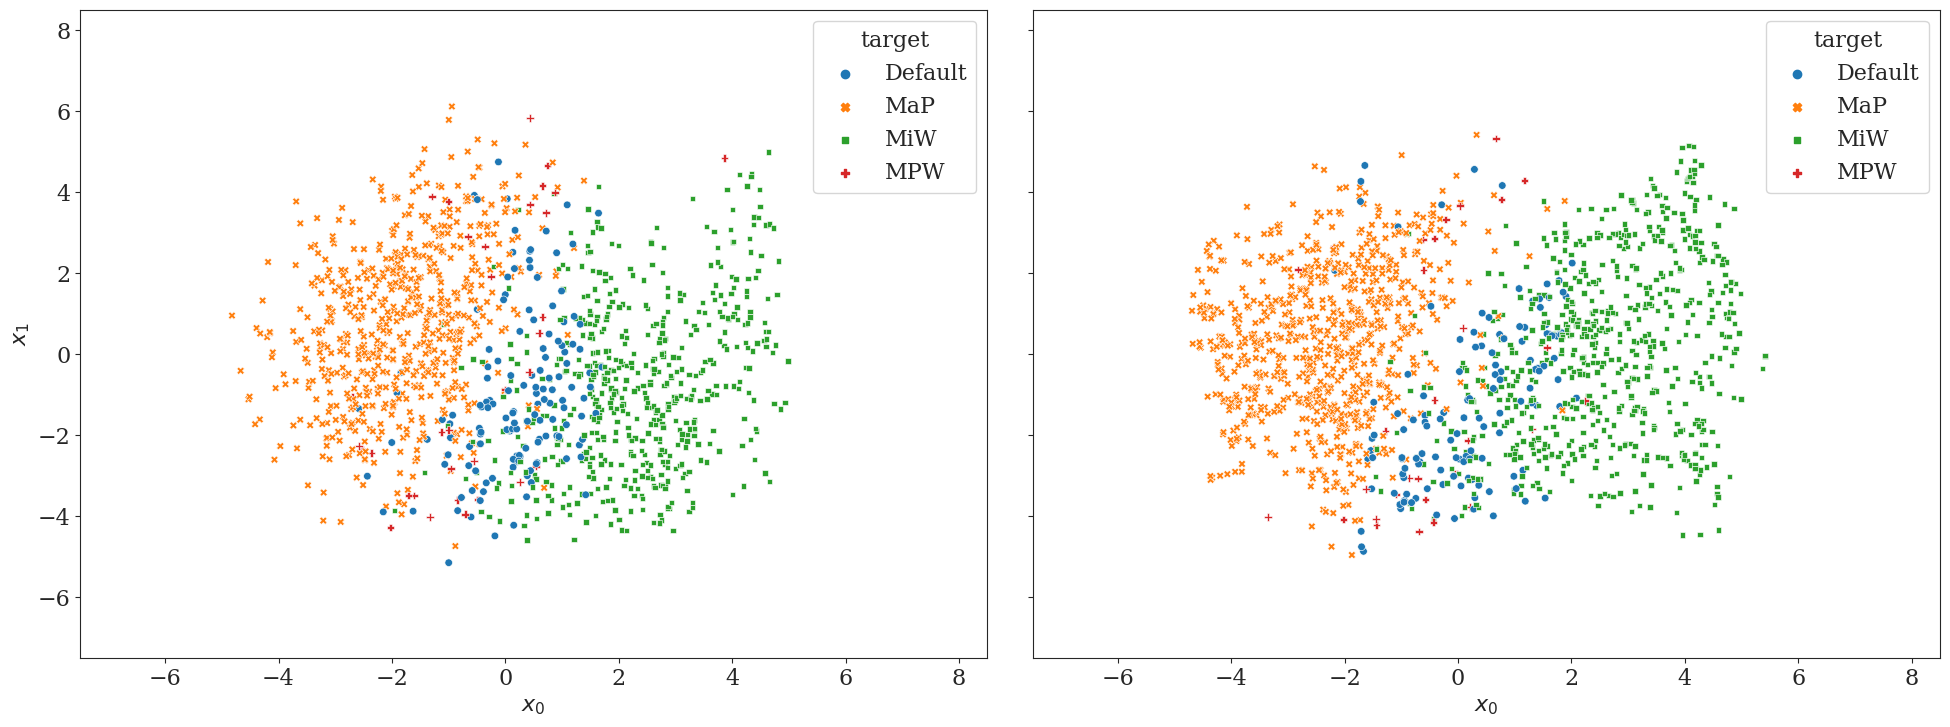 target
Default
MaP
MiW
MPW
8
6
4
2
0
−2
−4
−6
x₁
−6 −4 −2 0 2 4 6 8
x₀
target
Default
MaP
MiW
MPW
−6 −4 −2 0 2 4 6 8
x₀